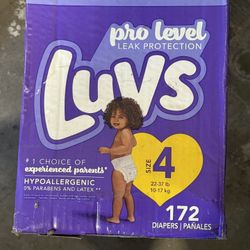 pro level
LEAK PROTECTION
Luvs
#1 CHOICE OF
experienced parents*
HYPOALLERGENIC
0% PARABENS AND LATEX **
SIZE
4
22-37 lb
10-17 kg
172
DIAPERS | PAÑALES